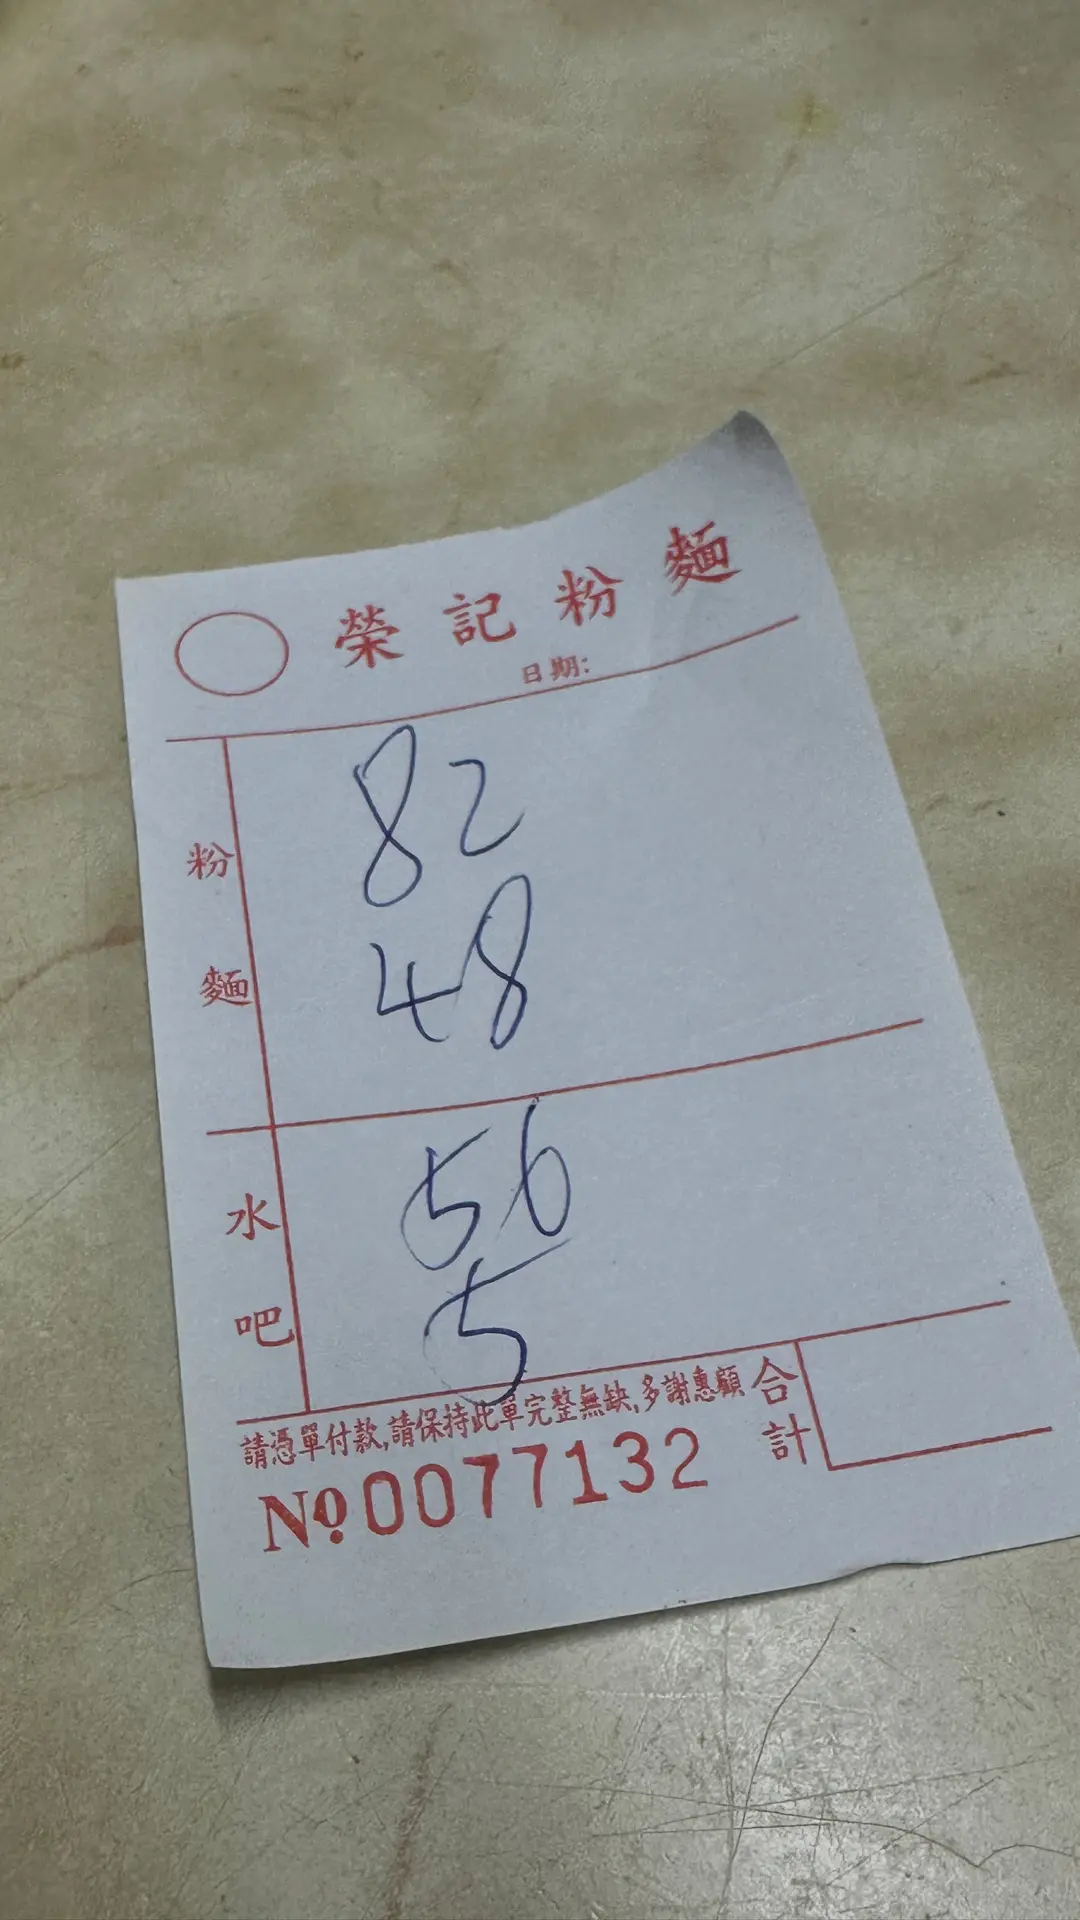 榮記粉麵
日期:
粉麵
82
48
水吧
56
5
請憑單付款,請保持此單完整無缺,多謝惠顧
合計
№0077132